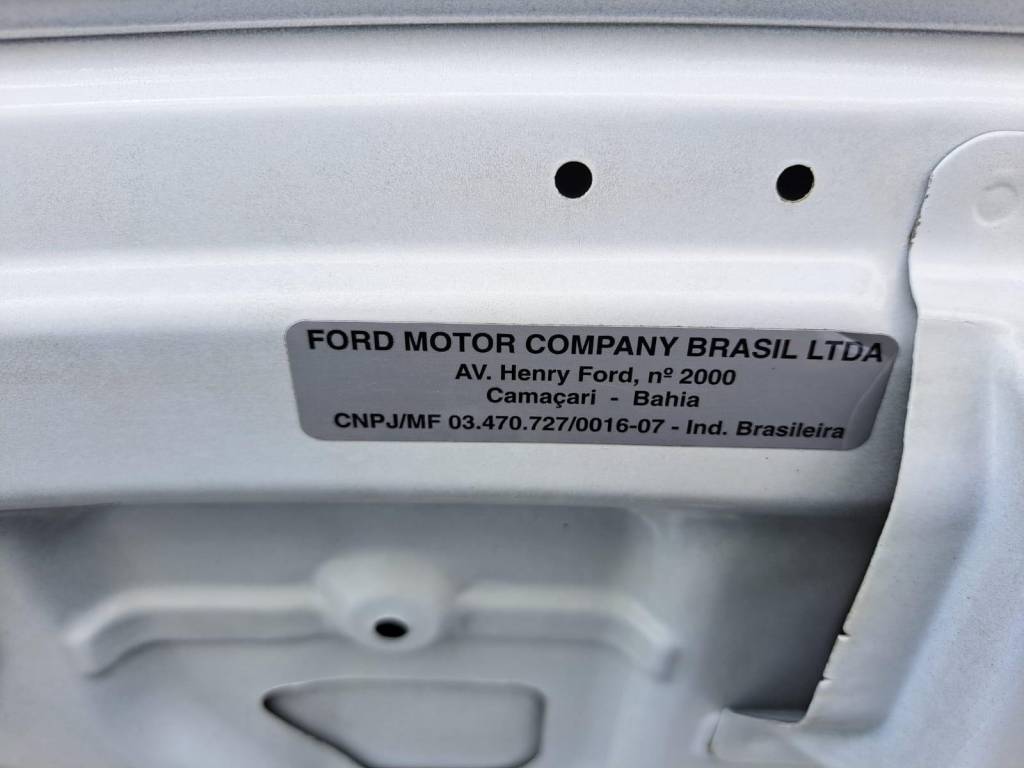 FORD MOTOR COMPANY BRASIL LTDA
AV. Henry Ford, nº 2000
Camaçari - Bahia
CNPJ/MF 03.470.727/0016-07 - Ind. Brasileira